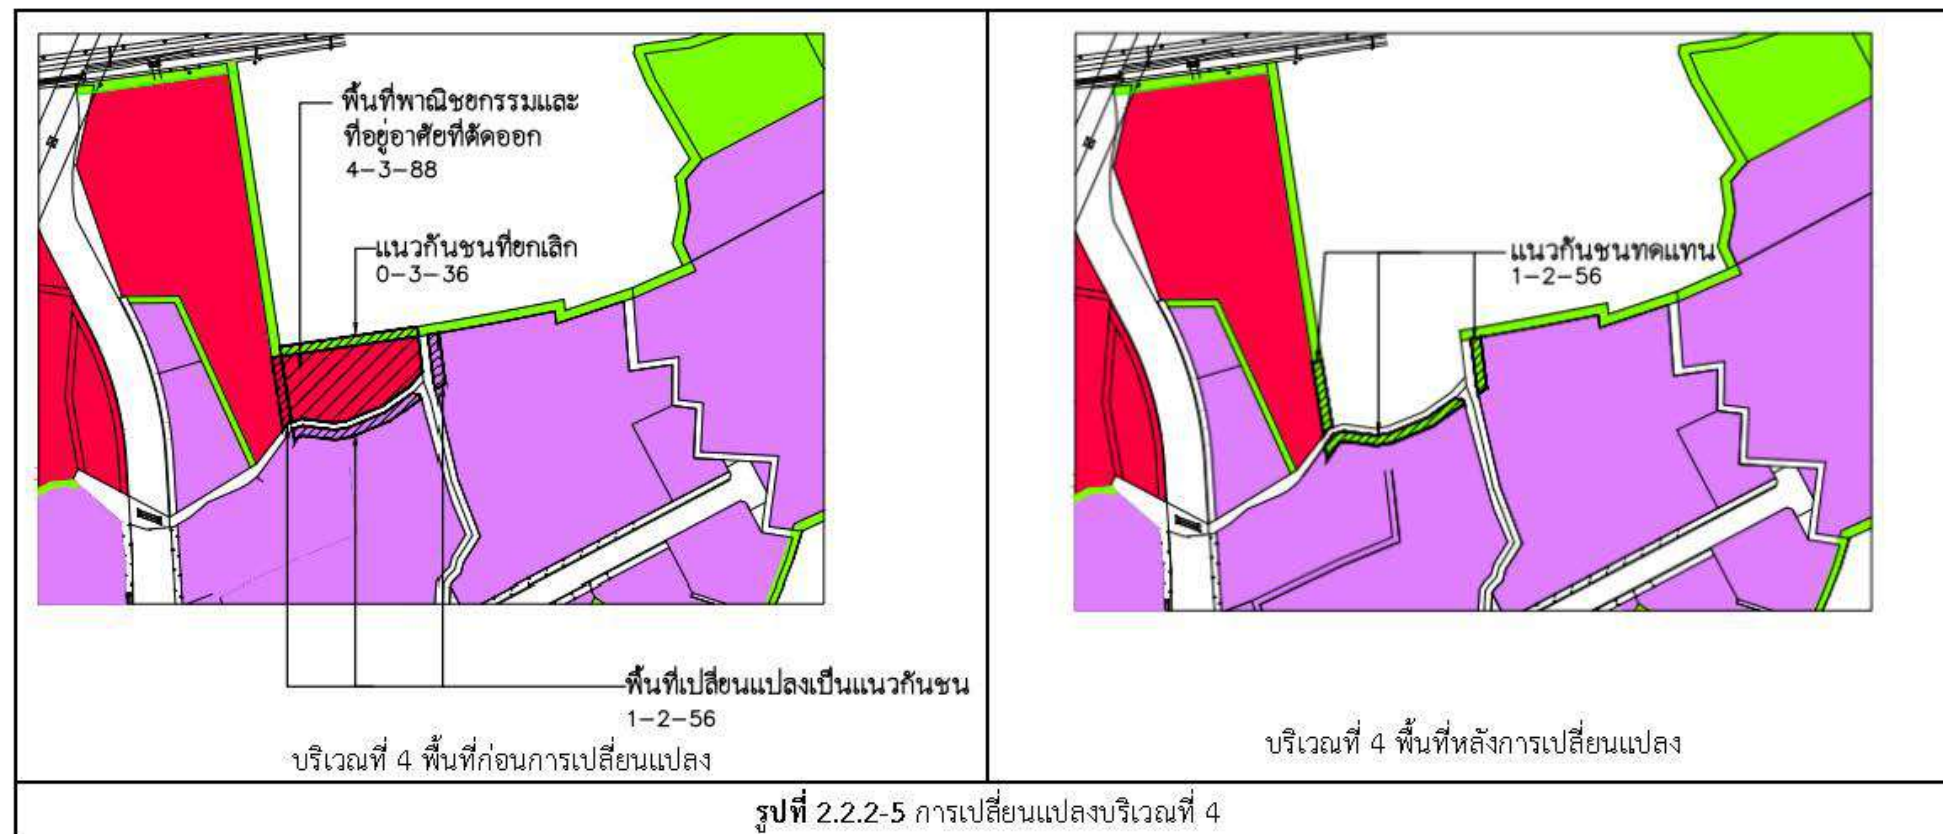 พื้นที่พาณิชยกรรมและ
ที่อยู่อาศัยที่ตัดออก
4-3-88
แนวกันชนที่ยกเลิก
0-3-36
พื้นที่เปลี่ยนแปลงเป็นแนวกันชน
1-2-56
บริเวณที่ 4 พื้นที่ก่อนการเปลี่ยนแปลง
แนวกันชนทดแทน
1-2-56
บริเวณที่ 4 พื้นที่หลังการเปลี่ยนแปลง
รูปที่ 2.2.2-5 การเปลี่ยนแปลงบริเวณที่ 4